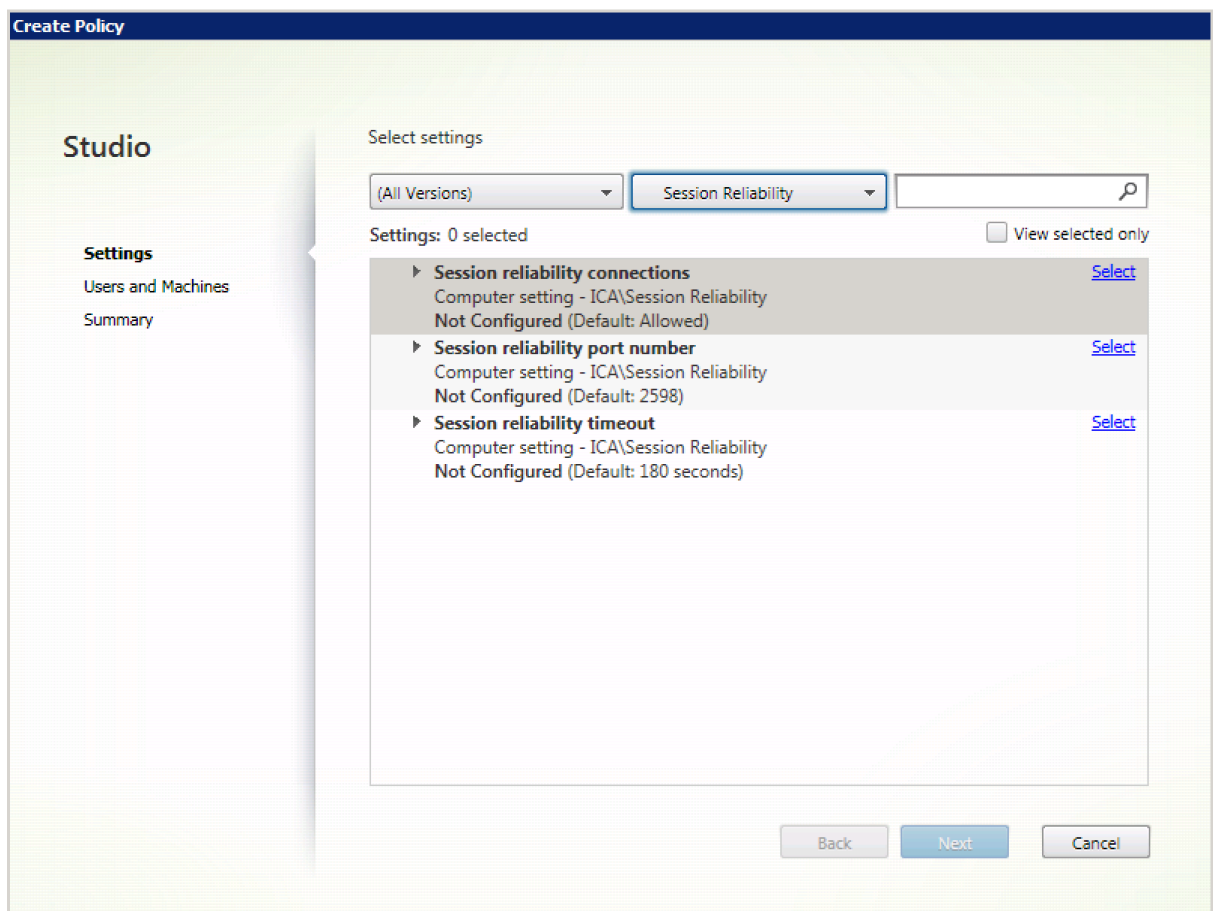 Create Policy
Studio
Settings
Users and Machines
Summary
Select settings
(All Versions)
Session Reliability
Settings: 0 selected
View selected only
Session reliability connections
Select
Computer setting - ICA\Session Reliability
Not Configured (Default: Allowed)
Session reliability port number
Select
Computer setting - ICA\Session Reliability
Not Configured (Default: 2598)
Session reliability timeout
Select
Computer setting - ICA\Session Reliability
Not Configured (Default: 180 seconds)
Back
Next
Cancel